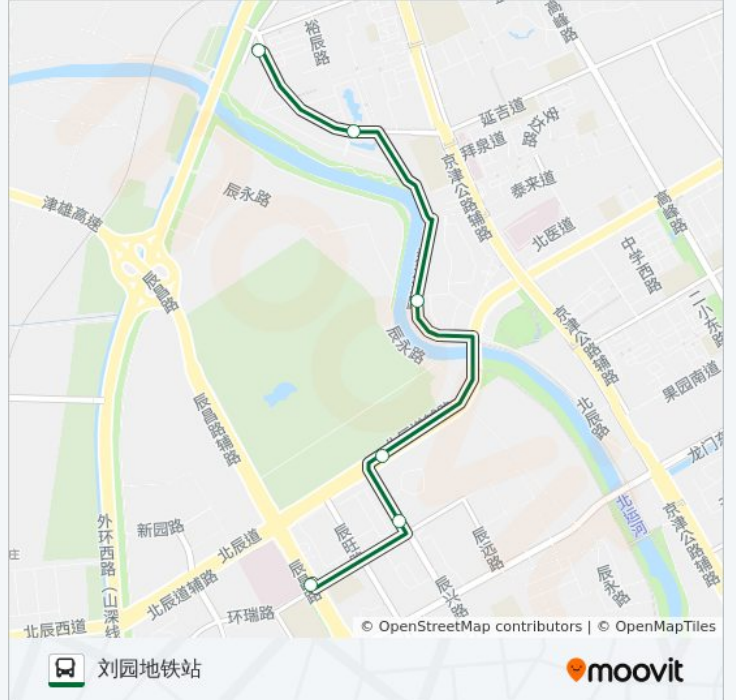 裕辰路
高峰路
延吉道
安达路
拜泉道
京津公路辅路
泰来道
辰永路
高峰路
津雄高速
北医道
中学西路
辰昌路
二小东路
京津公路辅路
辰永路
果园南道
辰昌路辅路
北辰路
龙门东
北运河
外环西路（山深线
新园路
北辰道
辰旺
辰远路
京津公路辅路
庄
北辰道辅路
辰兴路
辰永路
环瑞路
北辰西道
© OpenStreetMap contributors | © OpenMapTiles
刘园地铁站
moovit